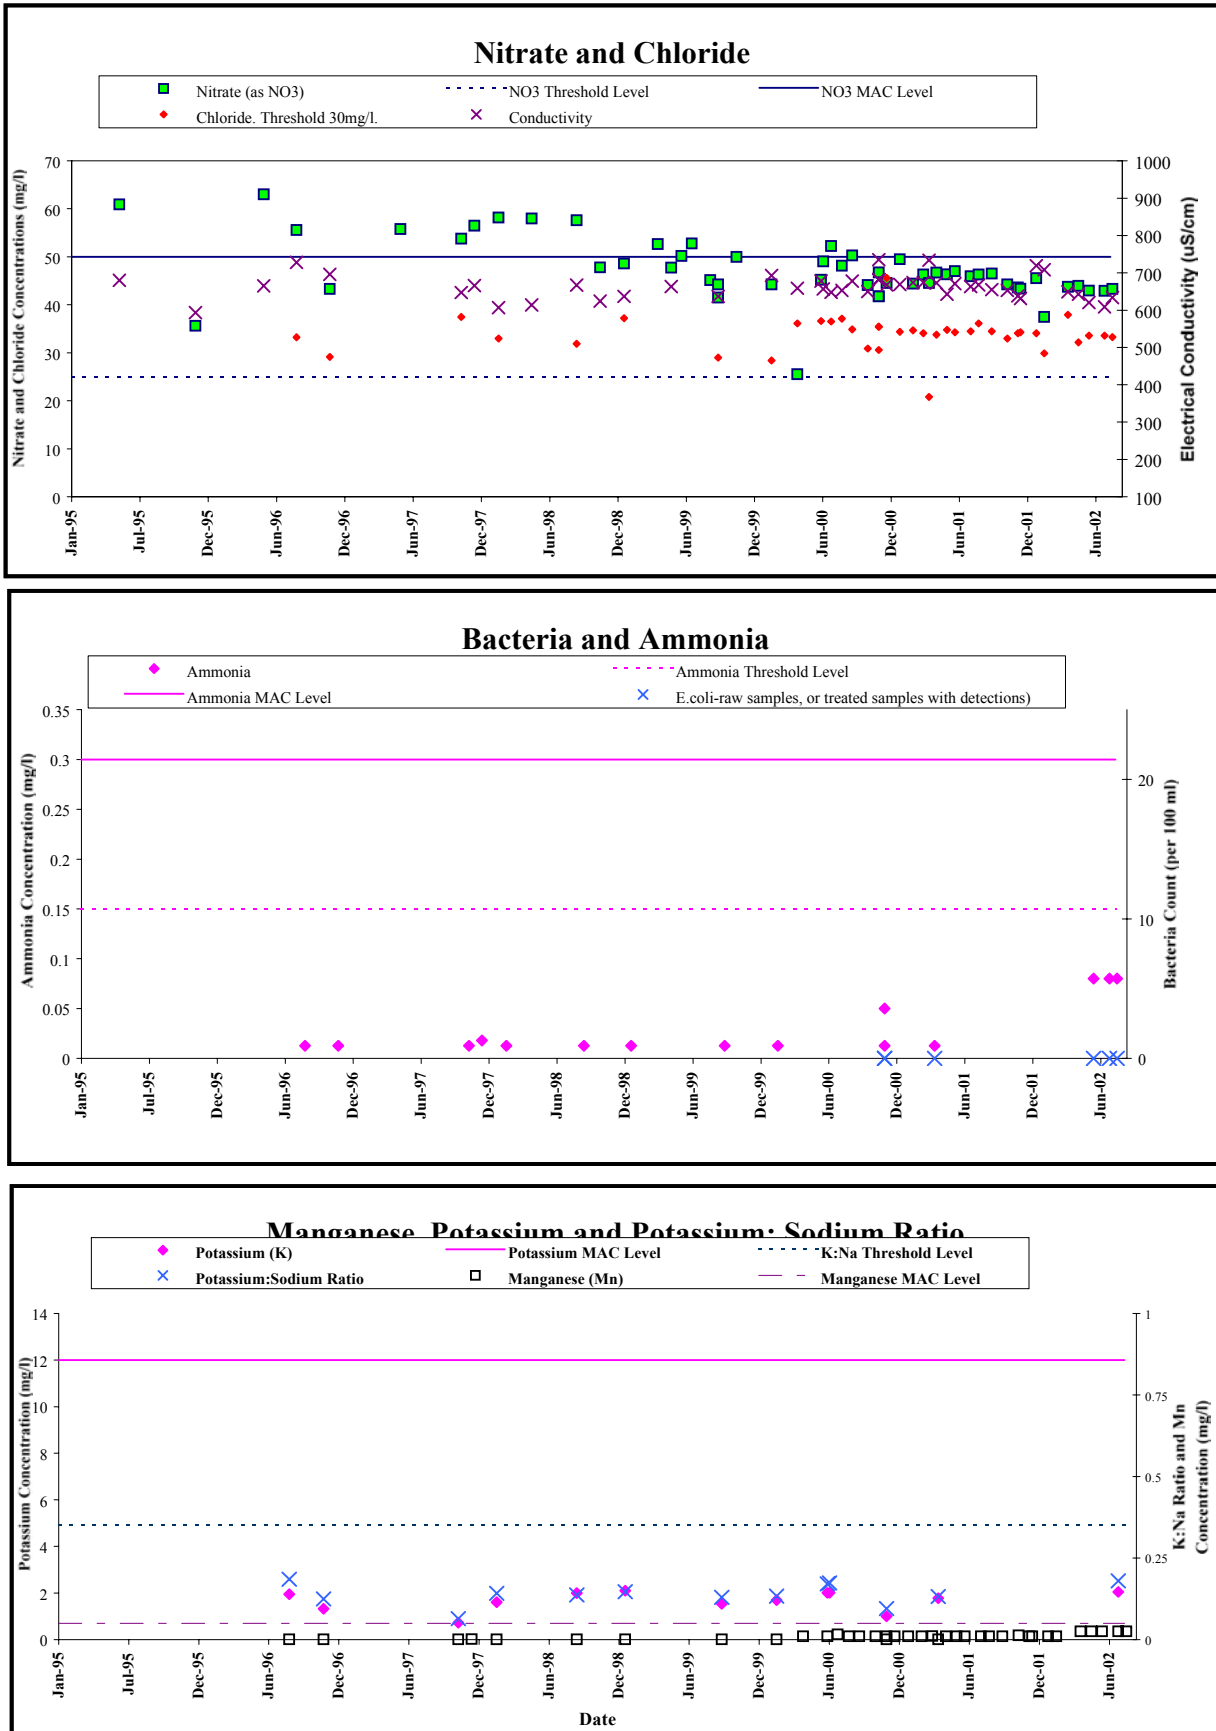 Nitrate and Chloride
Nitrate (as NO3) NO3 Threshold Level NO3 MAC Level
Chloride. Threshold 30mg/l. Conductivity
Nitrate and Chloride Concentrations (mg/l)
70
60
50
40
30
20
10
0
1000
900
800
700
600
500
400
300
200
100
Electrical Conductivity (uS/cm)
Jan-95 Jul-95 Dec-95 Jun-96 Dec-96 Jun-97 Dec-97 Jun-98 Dec-98 Jun-99 Dec-99 Jun-00 Dec-00 Jun-01 Dec-01 Jun-02
Bacteria and Ammonia
Ammonia Ammonia Threshold Level
Ammonia MAC Level E.coli-raw samples, or treated samples with detections)
Ammonia Concentration (mg/l)
0.35
0.3
0.25
0.2
0.15
0.1
0.05
0
20
10
0
Bacteria Count (per 100 ml)
Jan-95 Jul-95 Dec-95 Jun-96 Dec-96 Jun-97 Dec-97 Jun-98 Dec-98 Jun-99 Dec-99 Jun-00 Dec-00 Jun-01 Dec-01 Jun-02
Manganese, Potassium and Potassium: Sodium Ratio
Potassium (K) Potassium MAC Level K:Na Threshold Level
Potassium:Sodium Ratio Manganese (Mn) Manganese MAC Level
Potassium Concentration (mg/l)
14
12
10
8
6
4
2
0
1
0.75
0.5
0.25
0
K:Na Ratio and Mn
Concentration (mg/l)
Jan-95 Jul-95 Dec-95 Jun-96 Dec-96 Jun-97 Dec-97 Jun-98 Dec-98 Jun-99 Dec-99 Jun-00 Dec-00 Jun-01 Dec-01 Jun-02
Date